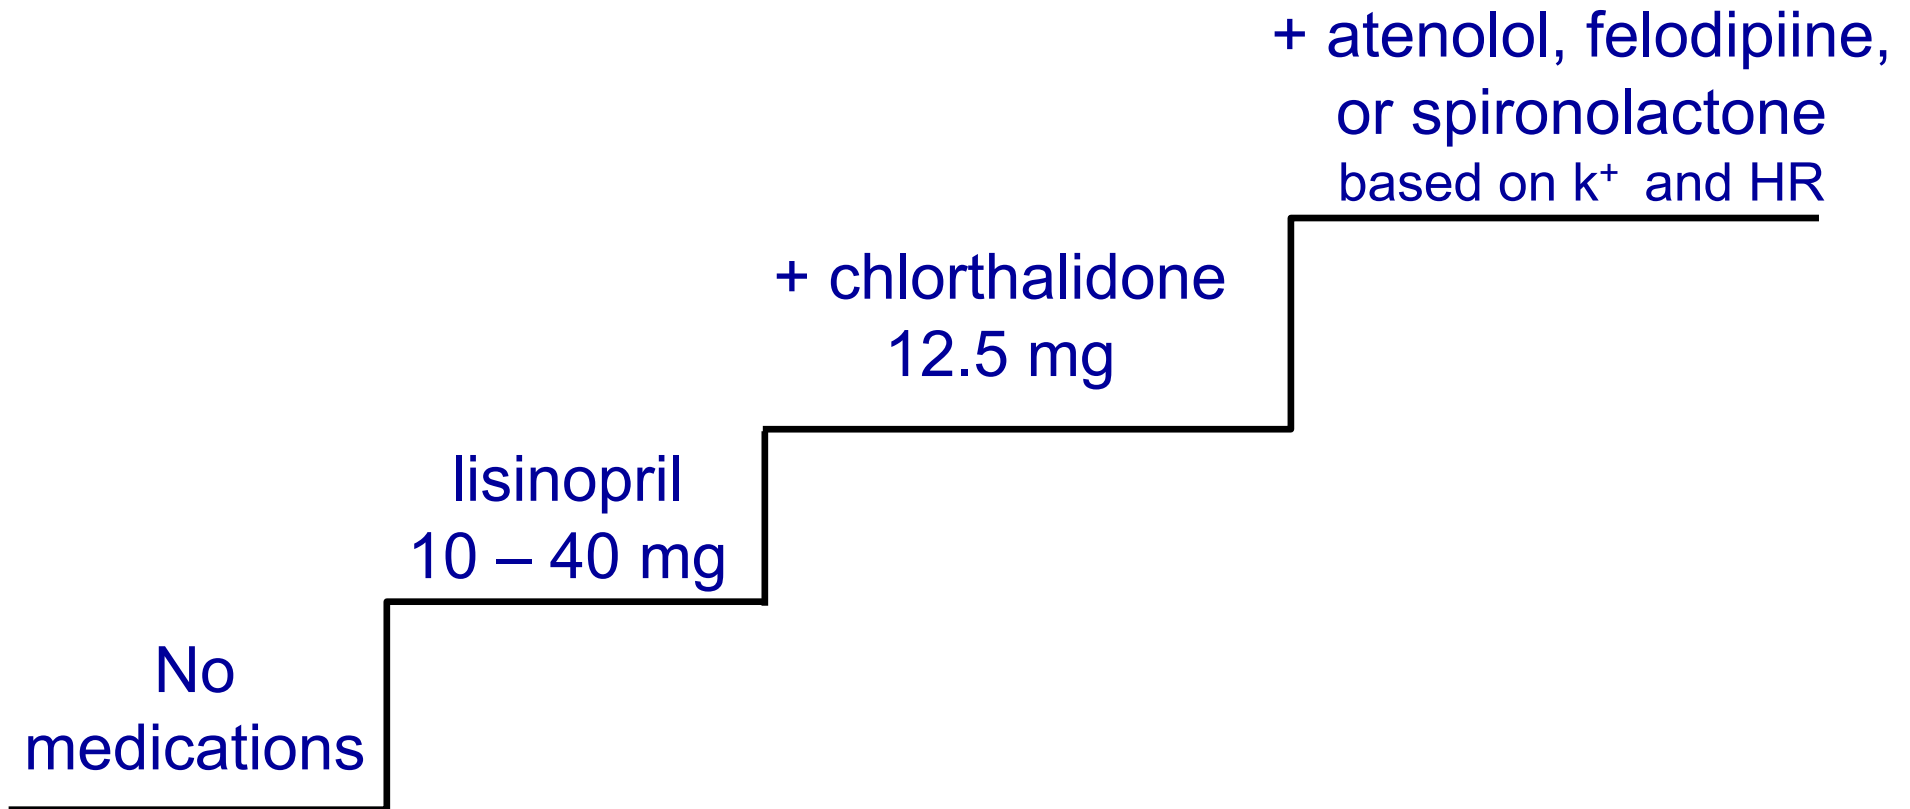 No
medications
lisinopril
10 – 40 mg
+ chlorthalidone
12.5 mg
+ atenolol, felodipiine,
or spironolactone
based on k⁺ and HR